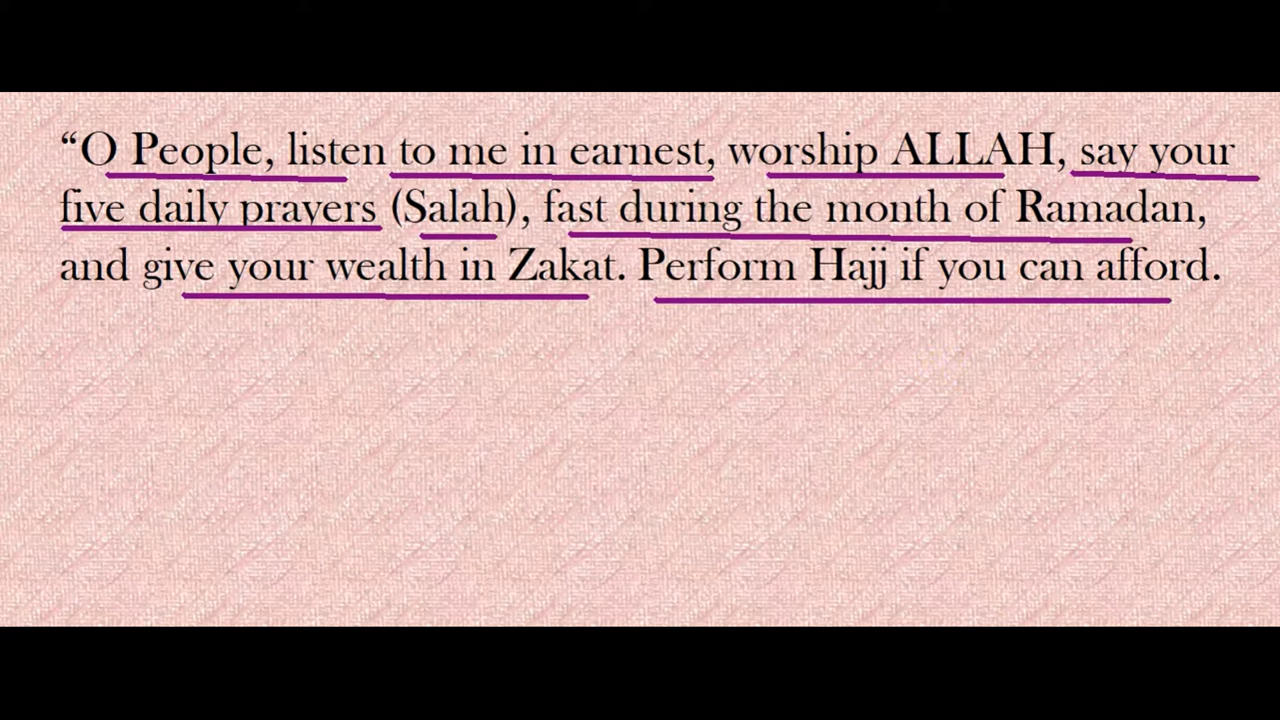 “O People, listen to me in earnest, worship ALLAH, say your
five daily prayers (Salah), fast during the month of Ramadan,
and give your wealth in Zakat. Perform Hajj if you can afford.